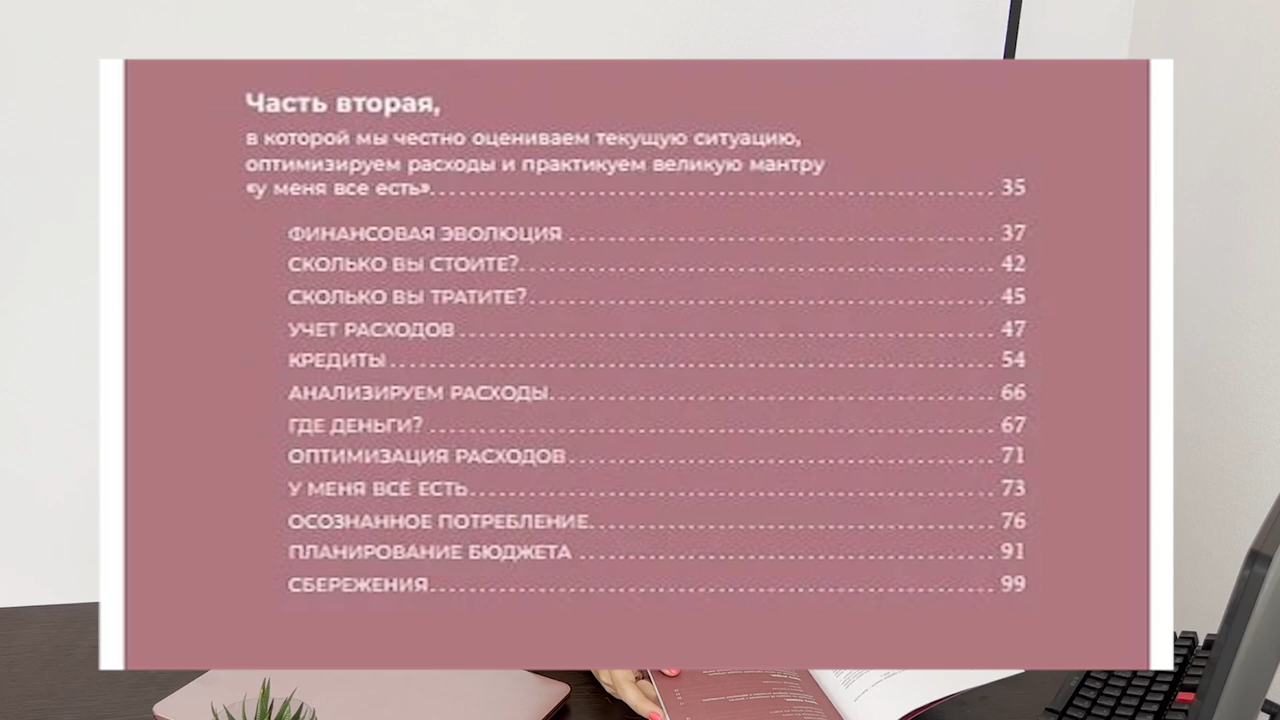 Часть вторая,
в которой мы честно оцениваем текущую ситуацию,
оптимизируем расходы и практикуем великую мантру
«у меня все есть»........................................................................ 35
ФИНАНСОВАЯ ЭВОЛЮЦИЯ ...................................................... 37
СКОЛЬКО ВЫ СТОИТЕ?............................................................ 42
СКОЛЬКО ВЫ ТРАТИТЕ?........................................................... 45
УЧЕТ РАСХОДОВ.................................................................... 47
КРЕДИТЫ............................................................................ 54
АНАЛИЗИРУЕМ РАСХОДЫ........................................................ 66
ГДЕ ДЕНЬГИ? ....................................................................... 67
ОПТИМИЗАЦИЯ РАСХОДОВ...................................................... 71
У МЕНЯ ВСЁ ЕСТЬ.................................................................. 73
ОСОЗНАННОЕ ПОТРЕБЛЕНИЕ.................................................... 76
ПЛАНИРОВАНИЕ БЮДЖЕТА ..................................................... 91
СБЕРЕЖЕНИЯ....................................................................... 99